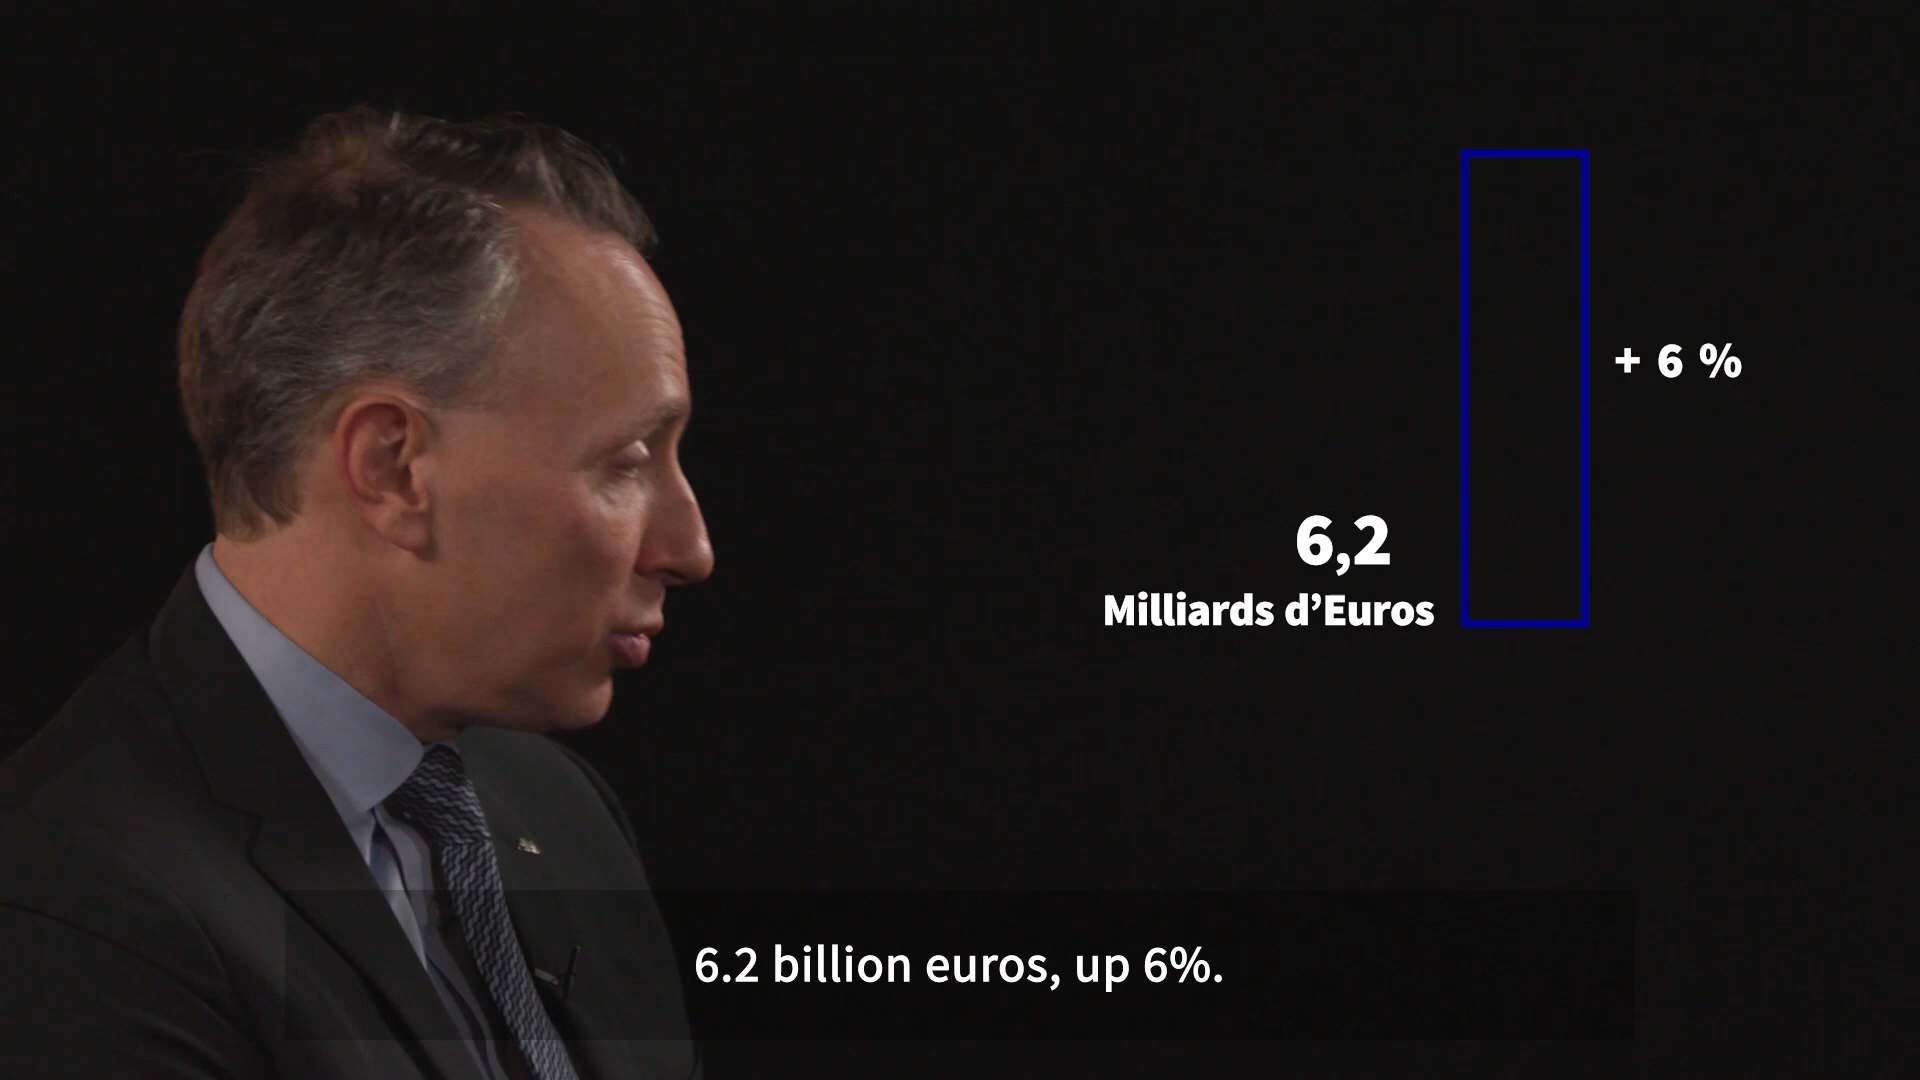 + 6 %
6,2
Milliards d’Euros
6.2 billion euros, up 6%.